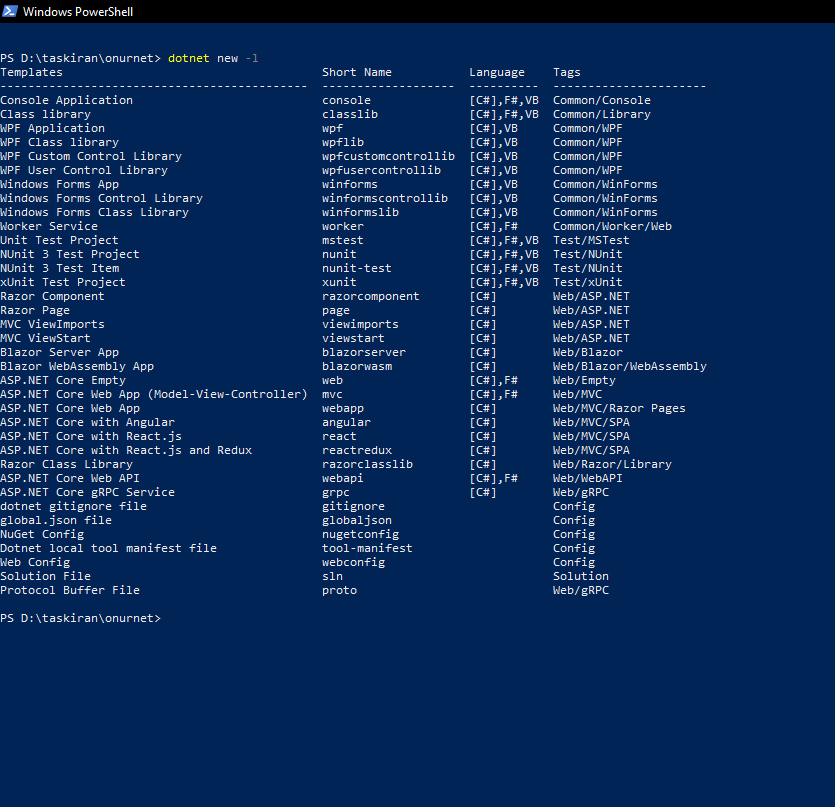 Windows PowerShell
PS D:\taskiran\onurnet> dotnet new -l
Templates                                     Short Name           Language    Tags
--------------------------------------------  -------------------  ----------  ----------------------
Console Application                           console              [C#],F#,VB  Common/Console
Class library                                 classlib             [C#],F#,VB  Common/Library
WPF Application                               wpf                  [C#],VB     Common/WPF
WPF Class library                             wpflib               [C#],VB     Common/WPF
WPF Custom Control Library                    wpfcustomcontrollib  [C#],VB     Common/WPF
WPF User Control Library                      wpfusercontrollib    [C#],VB     Common/WPF
Windows Forms App                             winforms             [C#],VB     Common/WinForms
Windows Forms Control Library                 winformscontrollib   [C#],VB     Common/WinForms
Windows Forms Class Library                   winformslib          [C#],VB     Common/WinForms
Worker Service                                worker               [C#],F#     Common/Worker/Web
Unit Test Project                             mstest               [C#],F#,VB  Test/MSTest
NUnit 3 Test Project                          nunit                [C#],F#,VB  Test/NUnit
NUnit 3 Test Item                             nunit-test           [C#],F#,VB  Test/NUnit
xUnit Test Project                            xunit                [C#],F#,VB  Test/xUnit
Razor Component                               razorcomponent       [C#]        Web/ASP.NET
Razor Page                                    page                 [C#]        Web/ASP.NET
MVC ViewImports                               viewimports          [C#]        Web/ASP.NET
MVC ViewStart                                 viewstart            [C#]        Web/ASP.NET
Blazor Server App                             blazorserver         [C#]        Web/Blazor
Blazor WebAssembly App                        blazorwasm           [C#]        Web/Blazor/WebAssembly
ASP.NET Core Empty                            web                  [C#],F#     Web/Empty
ASP.NET Core Web App (Model-View-Controller)  mvc                  [C#],F#     Web/MVC
ASP.NET Core Web App                          webapp               [C#]        Web/MVC/Razor Pages
ASP.NET Core with Angular                     angular              [C#]        Web/MVC/SPA
ASP.NET Core with React.js                    react                [C#]        Web/MVC/SPA
ASP.NET Core with React.js and Redux          reactredux           [C#]        Web/MVC/SPA
Razor Class Library                           razorclasslib        [C#]        Web/Razor/Library
ASP.NET Core Web API                          webapi               [C#],F#     Web/WebAPI
ASP.NET Core gRPC Service                     grpc                 [C#]        Web/gRPC
dotnet gitignore file                         gitignore                        Config
global.json file                              globaljson                       Config
NuGet Config                                  nugetconfig                      Config
Dotnet local tool manifest file               tool-manifest                    Config
Web Config                                    webconfig                        Config
Solution File                                 sln                              Solution
Protocol Buffer File                          proto                            Web/gRPC
PS D:\taskiran\onurnet>